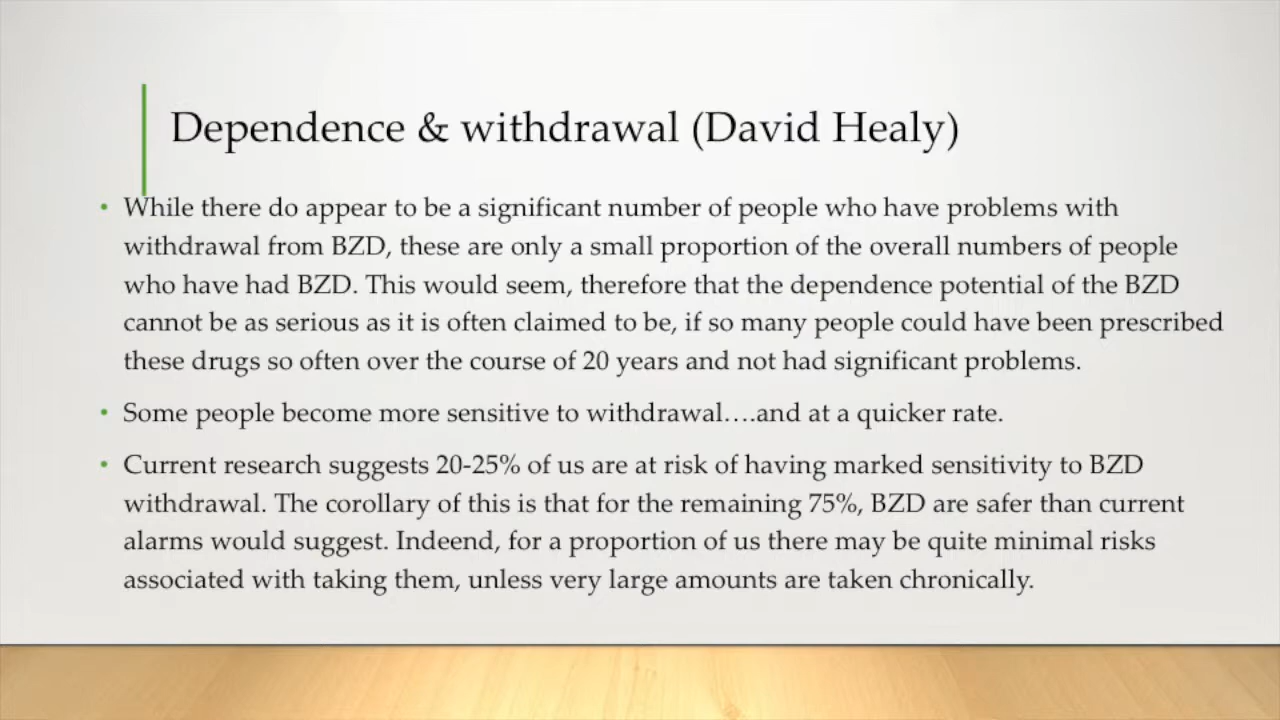 Dependence & withdrawal (David Healy)
• While there do appear to be a significant number of people who have problems with
withdrawal from BZD, these are only a small proportion of the overall numbers of people
who have had BZD. This would seem, therefore that the dependence potential of the BZD
cannot be as serious as it is often claimed to be, if so many people could have been prescribed
these drugs so often over the course of 20 years and not had significant problems.
• Some people become more sensitive to withdrawal….and at a quicker rate.
• Current research suggests 20-25% of us are at risk of having marked sensitivity to BZD
withdrawal. The corollary of this is that for the remaining 75%, BZD are safer than current
alarms would suggest. Indeend, for a proportion of us there may be quite minimal risks
associated with taking them, unless very large amounts are taken chronically.